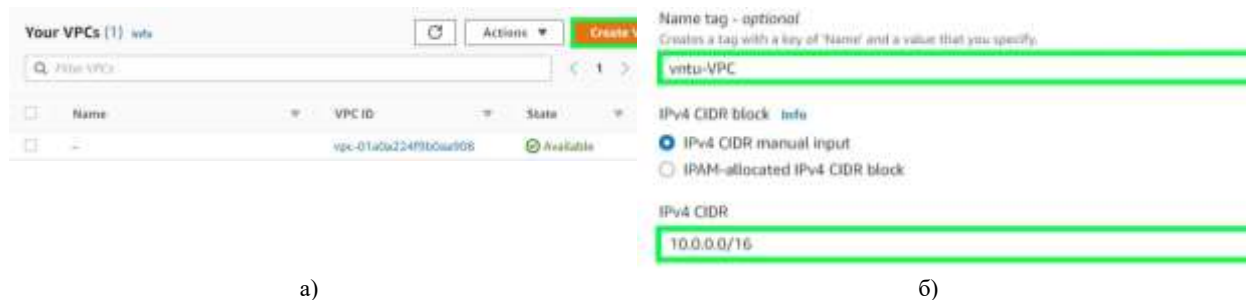 Your VPCs (1) Info
Actions
Create V
Filter VPCs
1
Name
VPC ID
State
–
Available
Name tag - optional
Creates a tag with a key of 'Name' and a value that you specify.
vntu-VPC
IPv4 CIDR block Info
IPv4 CIDR manual input
IPAM-allocated IPv4 CIDR block
IPv4 CIDR
10.0.0.0/16
а)
б)